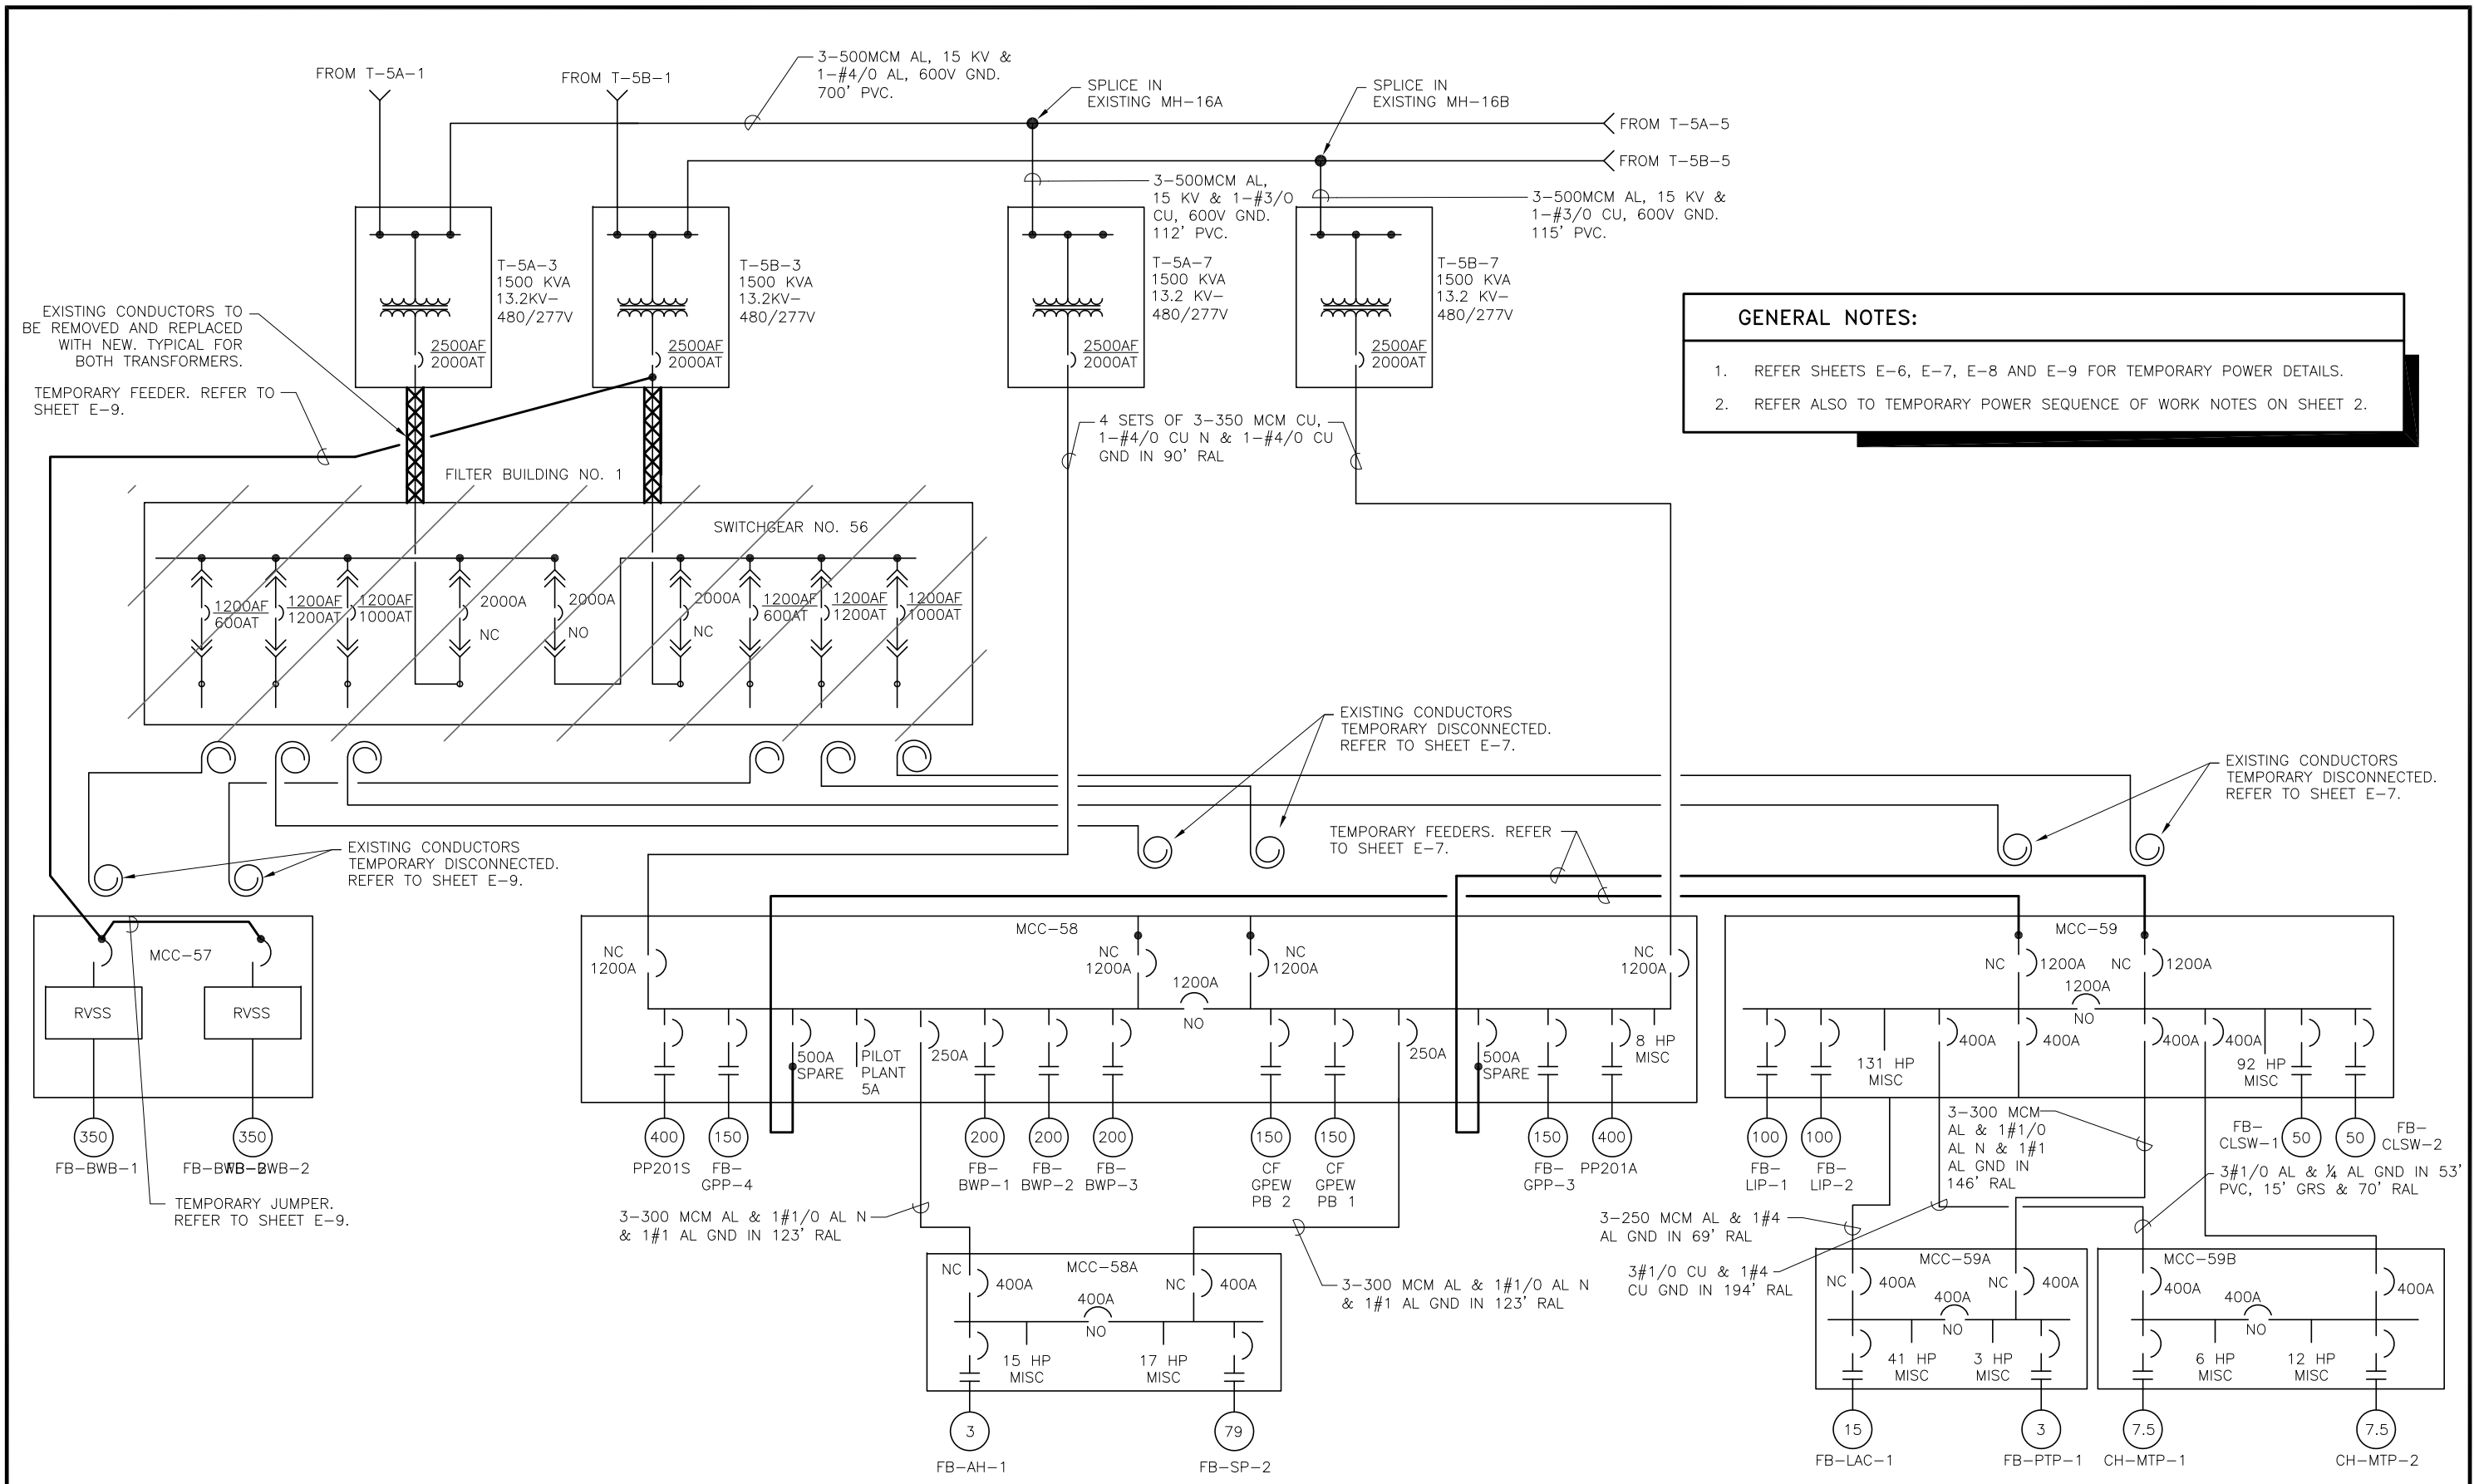 FROM T-5A-1
FROM T-5B-1
3-500MCM AL, 15 KV &
1-#4/0 AL, 600V GND.
700' PVC.
SPLICE IN
EXISTING MH-16A
SPLICE IN
EXISTING MH-16B
FROM T-5A-5
FROM T-5B-5
3-500MCM AL,
15 KV & 1-#3/0
CU, 600V GND.
112' PVC.
3-500MCM AL, 15 KV &
1-#3/0 CU, 600V GND.
115' PVC.
T-5A-3
1500 KVA
13.2KV-
480/277V
2500AF
2000AT
T-5B-3
1500 KVA
13.2KV-
480/277V
2500AF
2000AT
T-5A-7
1500 KVA
13.2 KV-
480/277V
2500AF
2000AT
T-5B-7
1500 KVA
13.2 KV-
480/277V
2500AF
2000AT
EXISTING CONDUCTORS TO
BE REMOVED AND REPLACED
WITH NEW. TYPICAL FOR
BOTH TRANSFORMERS.
TEMPORARY FEEDER. REFER TO
SHEET E-9.
GENERAL NOTES:
1. REFER SHEETS E-6, E-7, E-8 AND E-9 FOR TEMPORARY POWER DETAILS.
2. REFER ALSO TO TEMPORARY POWER SEQUENCE OF WORK NOTES ON SHEET 2.
4 SETS OF 3-350 MCM CU,
1-#4/0 CU N & 1-#4/0 CU
GND IN 90' RAL
FILTER BUILDING NO. 1
SWITCHGEAR NO. 56
1200AF
600AT
1200AF
1200AT
1200AF
1000AT
2000A
NC
2000A
NO
2000A
NC
1200AF
600AT
1200AF
1200AT
1200AF
1000AT
EXISTING CONDUCTORS
TEMPORARY DISCONNECTED.
REFER TO SHEET E-7.
EXISTING CONDUCTORS
TEMPORARY DISCONNECTED.
REFER TO SHEET E-7.
EXISTING CONDUCTORS
TEMPORARY DISCONNECTED.
REFER TO SHEET E-9.
TEMPORARY FEEDERS. REFER
TO SHEET E-7.
MCC-57
RVSS
RVSS
350
350
FB-BWB-1
FB-BWB-2
FB-BWB-2
TEMPORARY JUMPER.
REFER TO SHEET E-9.
MCC-58
NC
1200A
NC
1200A
NC
1200A
NC
1200A
1200A
NO
500A
SPARE
PILOT
PLANT
5A
250A
250A
500A
SPARE
8 HP
MISC
400
PP201S
150
FB-
GPP-4
200
FB-
BWP-1
200
FB-
BWP-2
200
FB-
BWP-3
150
CF
GPEW
PB 2
150
CF
GPEW
PB 1
150
FB-
GPP-3
400
PP201A
3-300 MCM AL & 1#1/0 AL N
& 1#1 AL GND IN 123' RAL
3-300 MCM AL & 1#1/0 AL N
& 1#1 AL GND IN 123' RAL
MCC-58A
NC
400A
NC
400A
400A
NO
15 HP
MISC
17 HP
MISC
3
FB-AH-1
79
FB-SP-2
MCC-59
NC
1200A
NC
1200A
1200A
NO
131 HP
MISC
400A
400A
400A
400A
92 HP
MISC
100
FB-
LIP-1
100
FB-
LIP-2
FB-
CLSW-1
50
50
FB-
CLSW-2
3-300 MCM
AL & 1#1/0
AL N & 1#1
AL GND IN
146' RAL
3#1/0 AL & ¼ AL GND IN 53'
PVC, 15' GRS & 70' RAL
3-250 MCM AL & 1#4
AL GND IN 69' RAL
3#1/0 CU & 1#4
CU GND IN 194' RAL
MCC-59A
NC
400A
NC
400A
400A
NO
41 HP
MISC
3 HP
MISC
15
FB-LAC-1
3
FB-PTP-1
MCC-59B
400A
400A
400A
NO
6 HP
MISC
12 HP
MISC
7.5
CH-MTP-1
7.5
CH-MTP-2